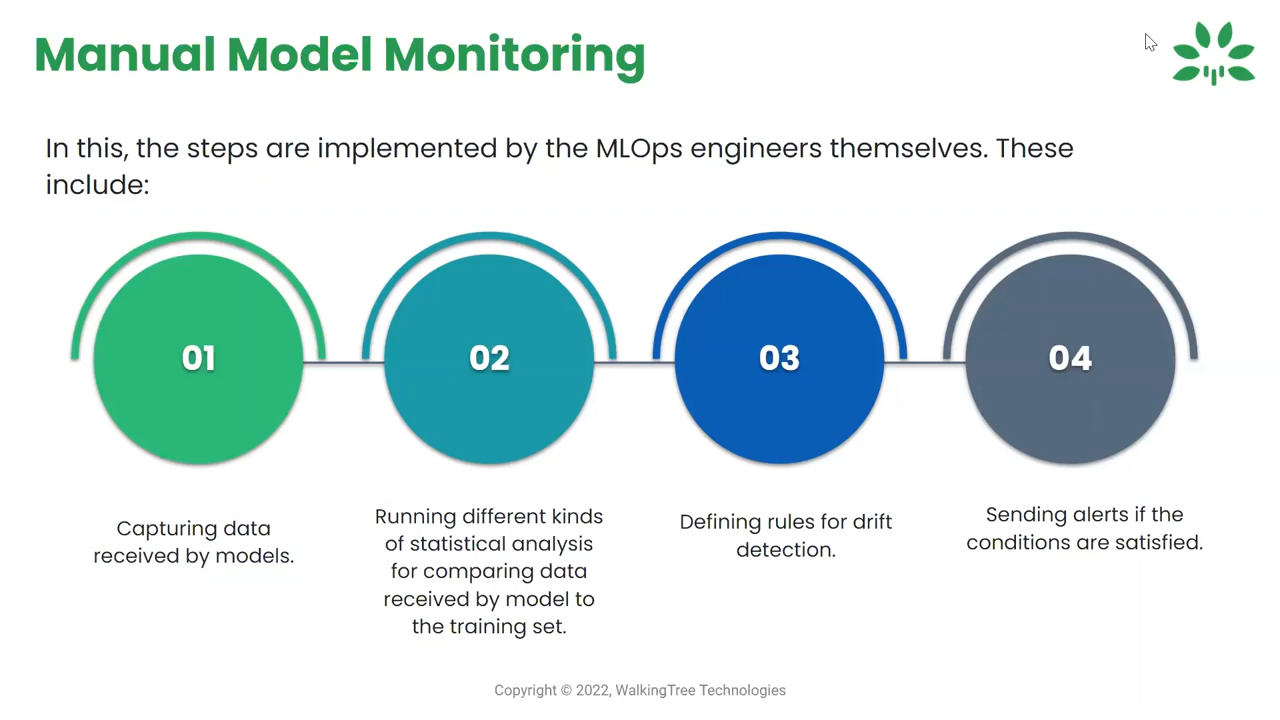 Manual Model Monitoring
In this, the steps are implemented by the MLOps engineers themselves. These
include:
01
02
03
04
Capturing data
received by models.
Running different kinds
of statistical analysis
for comparing data
received by model to
the training set.
Defining rules for drift
detection.
Sending alerts if the
conditions are satisfied.
Copyright © 2022, WalkingTree Technologies